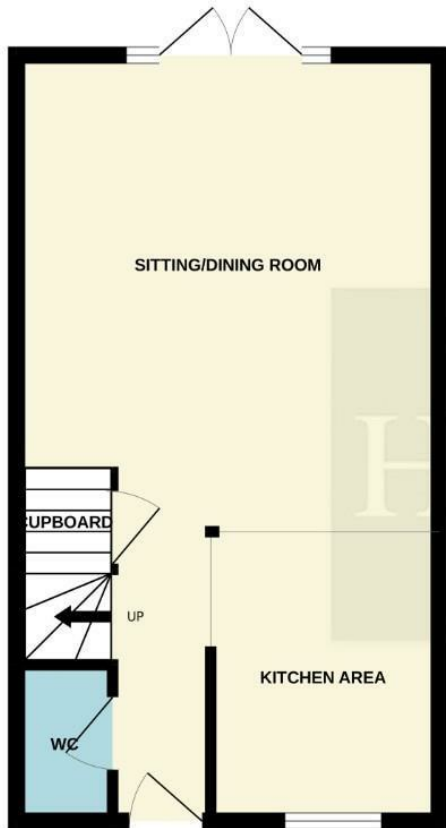 SITTING/DINING ROOM
CUPBOARD
UP
KITCHEN AREA
WC
H